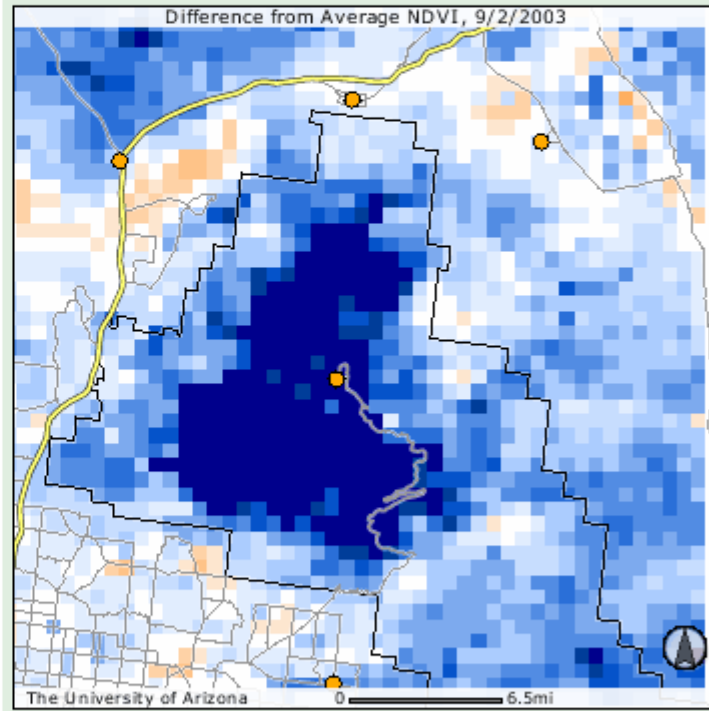 Difference from Average NDVI, 9/2/2003
The University of Arizona 0 6.5mi